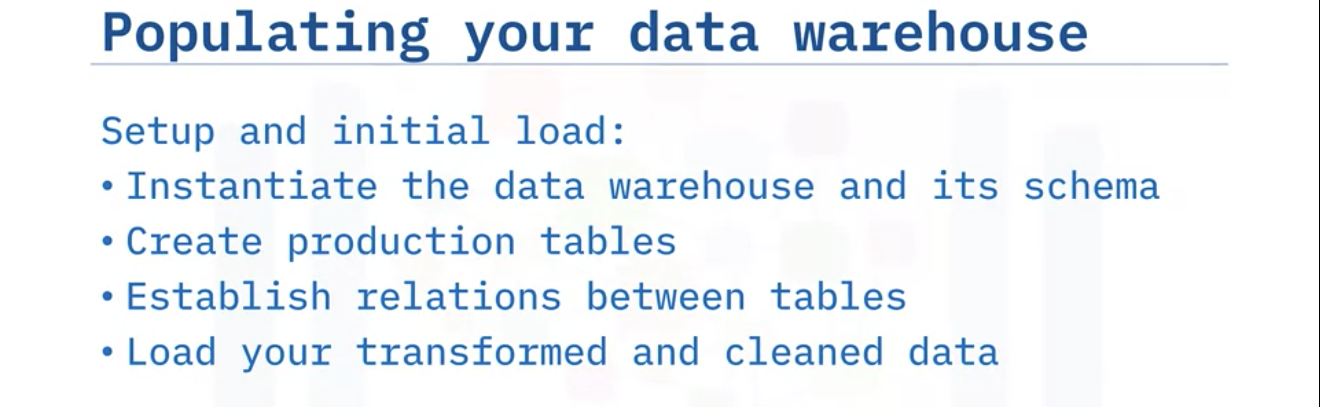 Populating your data warehouse
Setup and initial load:
• Instantiate the data warehouse and its schema
• Create production tables
• Establish relations between tables
• Load your transformed and cleaned data